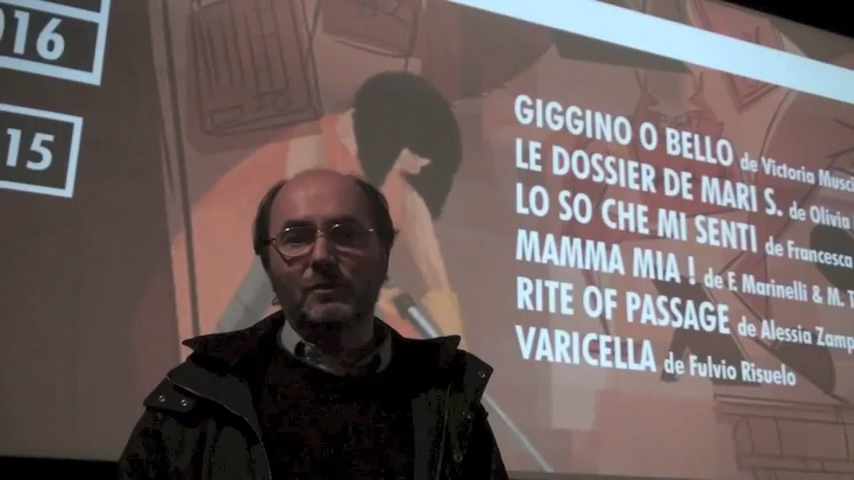 16
15
GIGGINO O BELLO de Victoria
LE DOSSIER DE MARI S. de Olivia
LO SO CHE MI SENTI de Francesca
MAMMA MIA ! de F. Marinelli & M.
RITE OF PASSAGE de Alessia
VARICELLA de Fulvio Risuelo